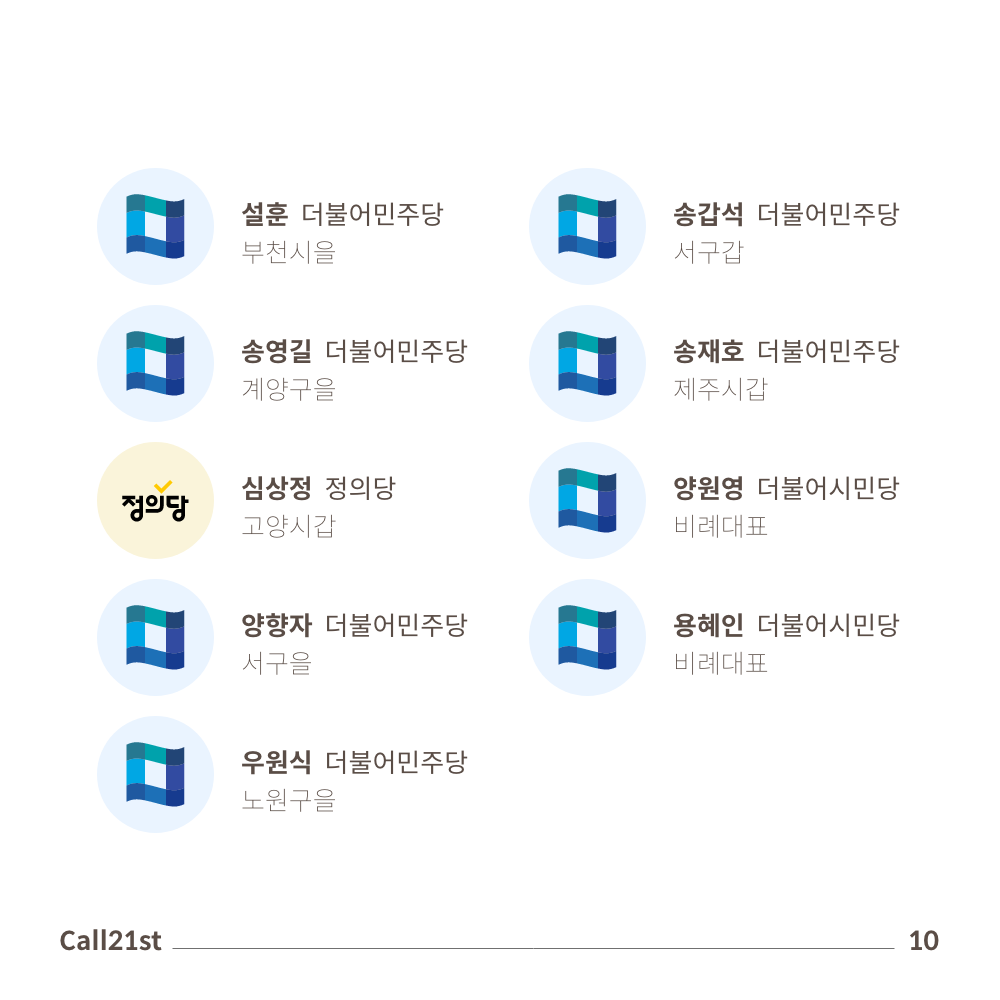 설훈 더불어민주당
부천시을
송갑석 더불어민주당
서구갑
송영길 더불어민주당
계양구을
송재호 더불어민주당
제주시갑
정의당
심상정 정의당
고양시갑
양원영 더불어시민당
비례대표
양향자 더불어민주당
서구을
용혜인 더불어시민당
비례대표
우원식 더불어민주당
노원구을
Call21st
10